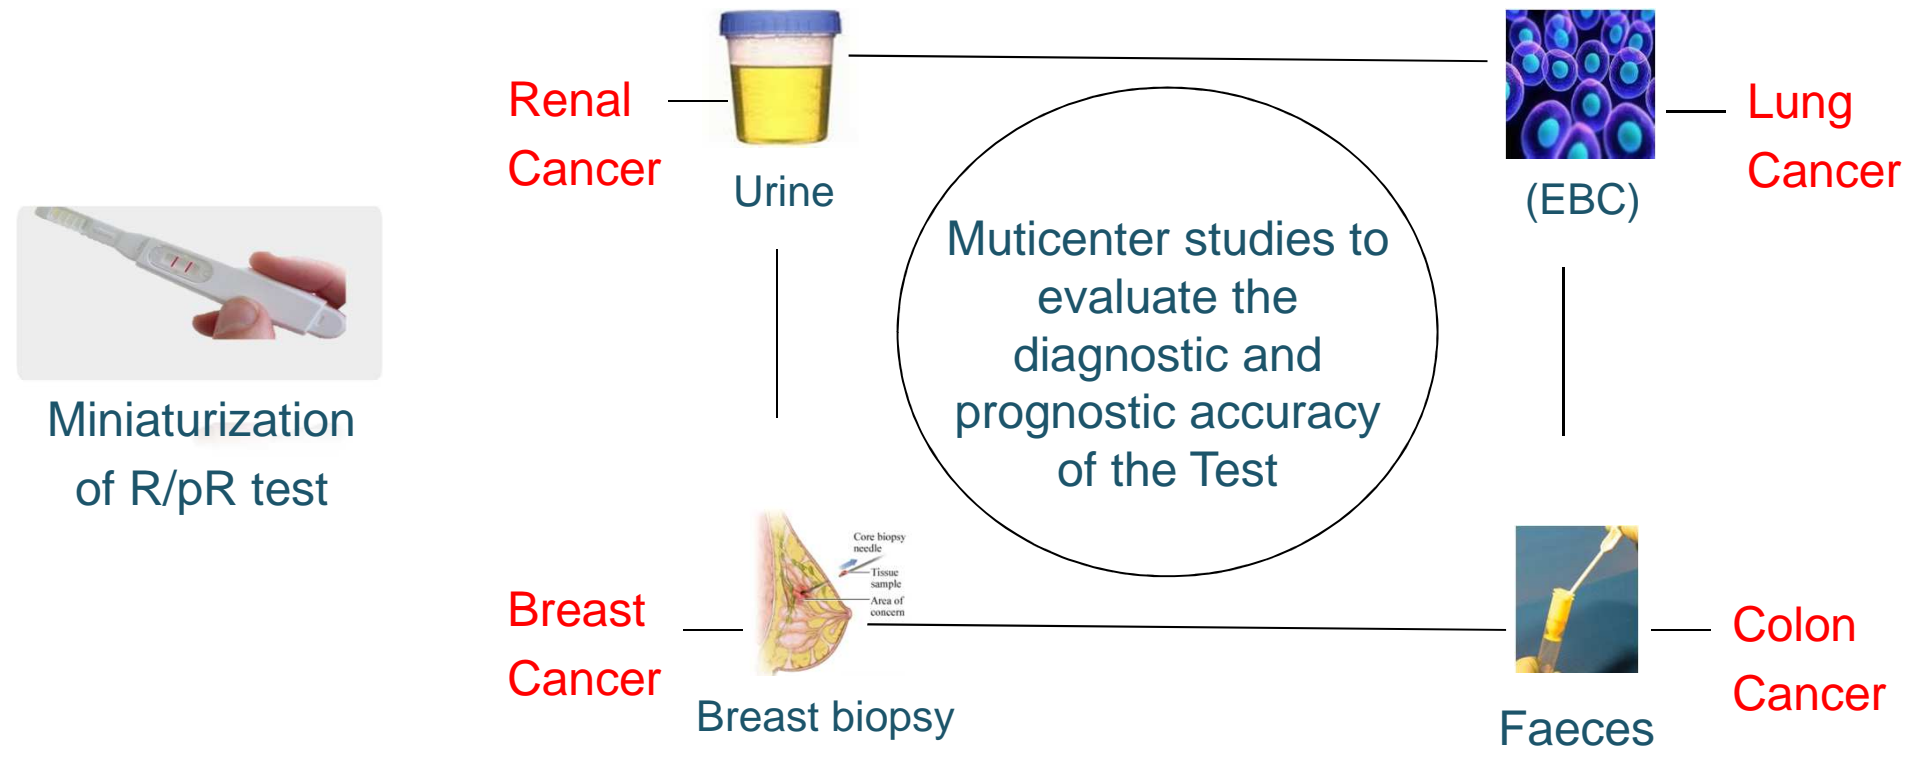 Renal
Cancer
Urine
(EBC)
Lung
Cancer
Muticenter studies to
evaluate the
diagnostic and
prognostic accuracy
of the Test
Miniaturization
of R/pR test
Breast
Cancer
Core biopsy
needle
Tissue
sample
Area of
concern
Breast biopsy
Faeces
Colon
Cancer